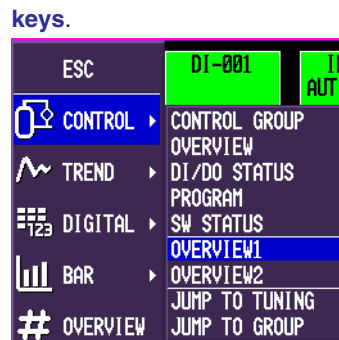 keys.
ESC
DI-001
AUT
CONTROL
TREND
DIGITAL
BAR
OVERVIEW
CONTROL GROUP
OVERVIEW
DI/DO STATUS
PROGRAM
SW STATUS
OVERVIEW1
OVERVIEW2
JUMP TO TUNING
JUMP TO GROUP